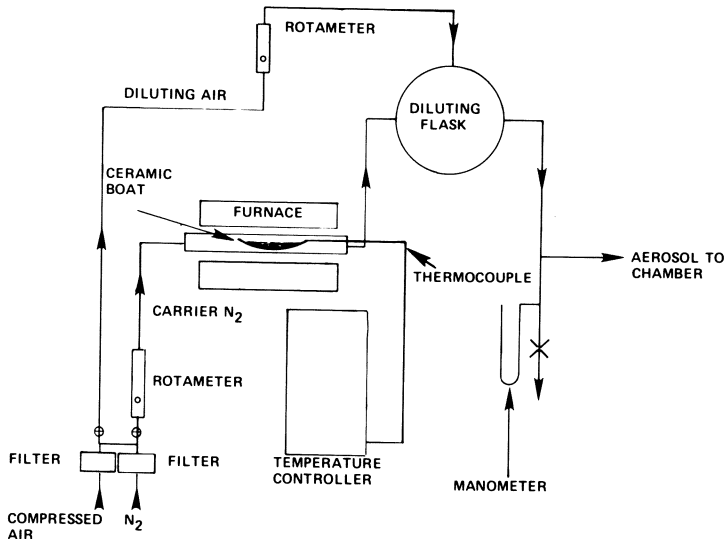 ROTAMETER
DILUTING AIR
DILUTING
FLASK
CERAMIC
BOAT
FURNACE
THERMOCOUPLE
AEROSOL TO
CHAMBER
CARRIER N2
ROTAMETER
FILTER
FILTER
TEMPERATURE
CONTROLLER
MANOMETER
COMPRESSED
AIR
N2